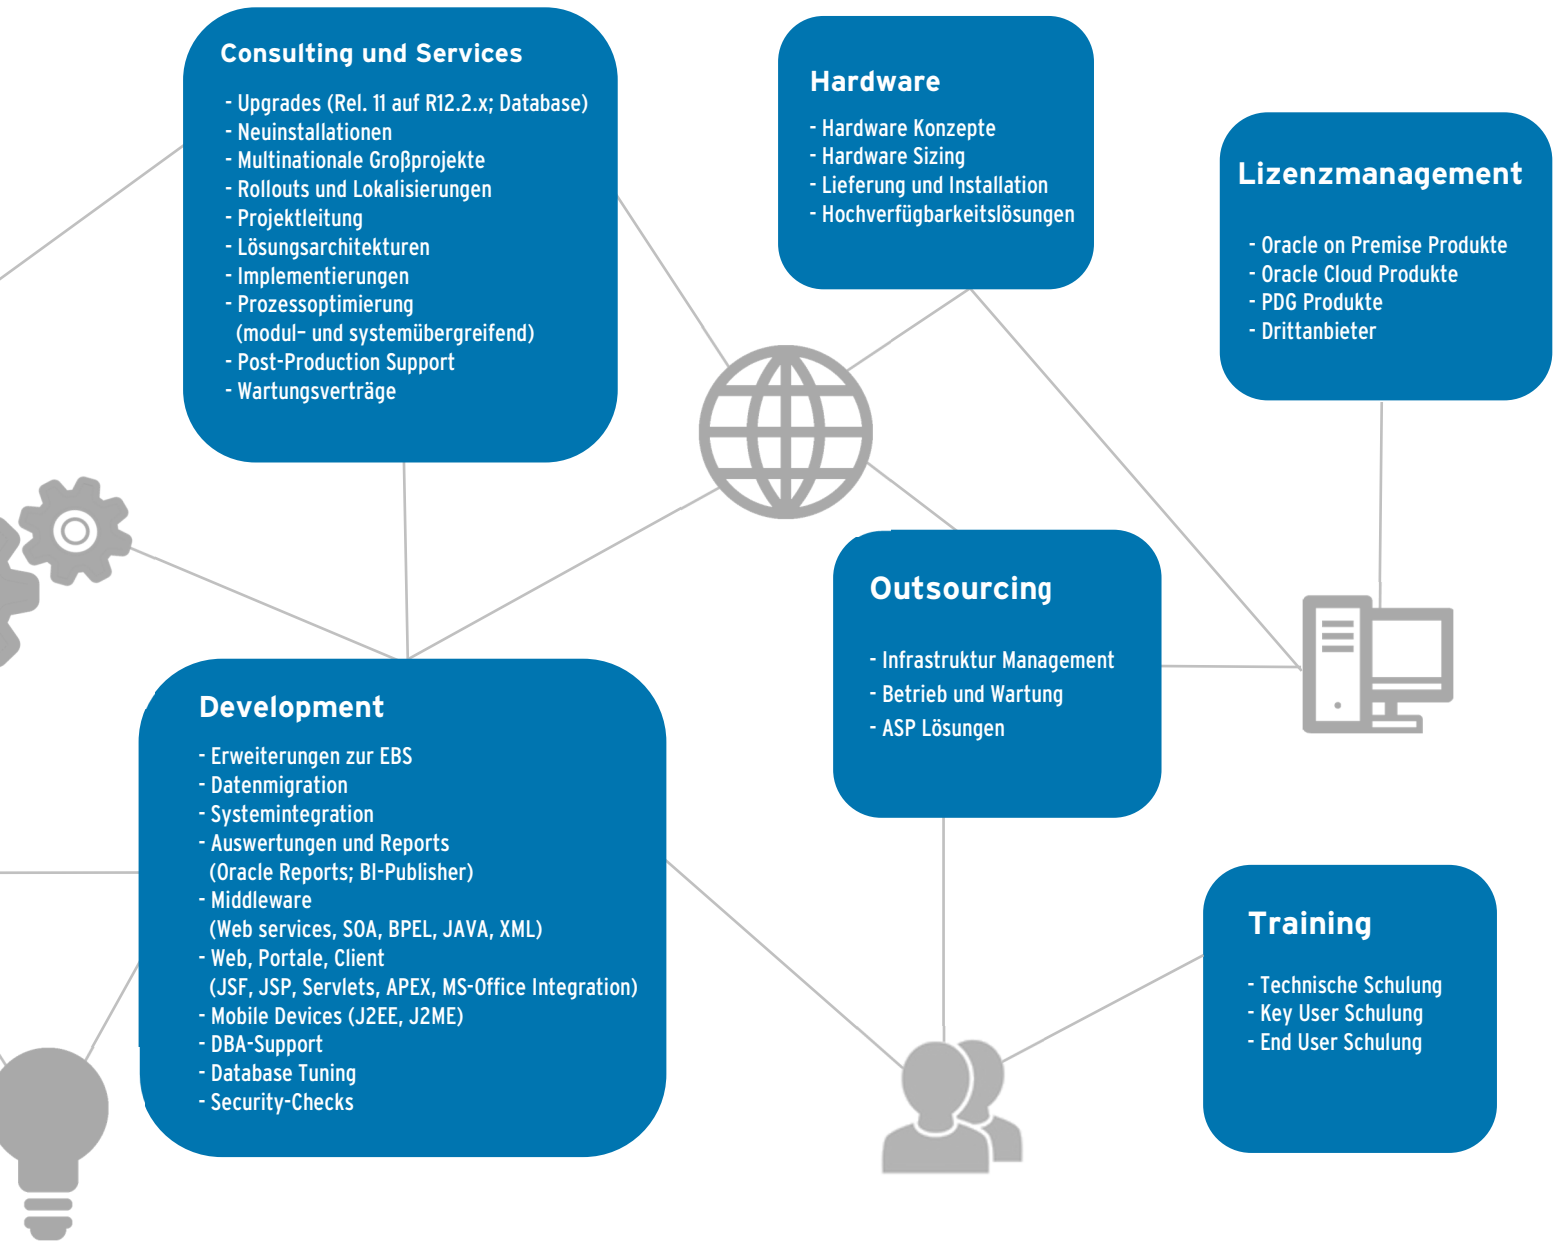 Consulting und Services
- Upgrades (Rel. 11 auf R12.2.x; Database)
- Neuinstallationen
- Multinationale Großprojekte
- Rollouts und Lokalisierungen
- Projektleitung
- Lösungsarchitekturen
- Implementierungen
- Prozessoptimierung
(modul- und systemübergreifend)
- Post-Production Support
- Wartungsverträge
Hardware
- Hardware Konzepte
- Hardware Sizing
- Lieferung und Installation
- Hochverfügbarkeitslösungen
Lizenzmanagement
- Oracle on Premise Produkte
- Oracle Cloud Produkte
- PDG Produkte
- Drittanbieter
Outsourcing
- Infrastruktur Management
- Betrieb und Wartung
- ASP Lösungen
Development
- Erweiterungen zur EBS
- Datenmigration
- Systemintegration
- Auswertungen und Reports
(Oracle Reports; BI-Publisher)
- Middleware
(Web services, SOA, BPEL, JAVA, XML)
- Web, Portale, Client
(JSF, JSP, Servlets, APEX, MS-Office Integration)
- Mobile Devices (J2EE, J2ME)
- DBA-Support
- Database Tuning
- Security-Checks
Training
- Technische Schulung
- Key User Schulung
- End User Schulung